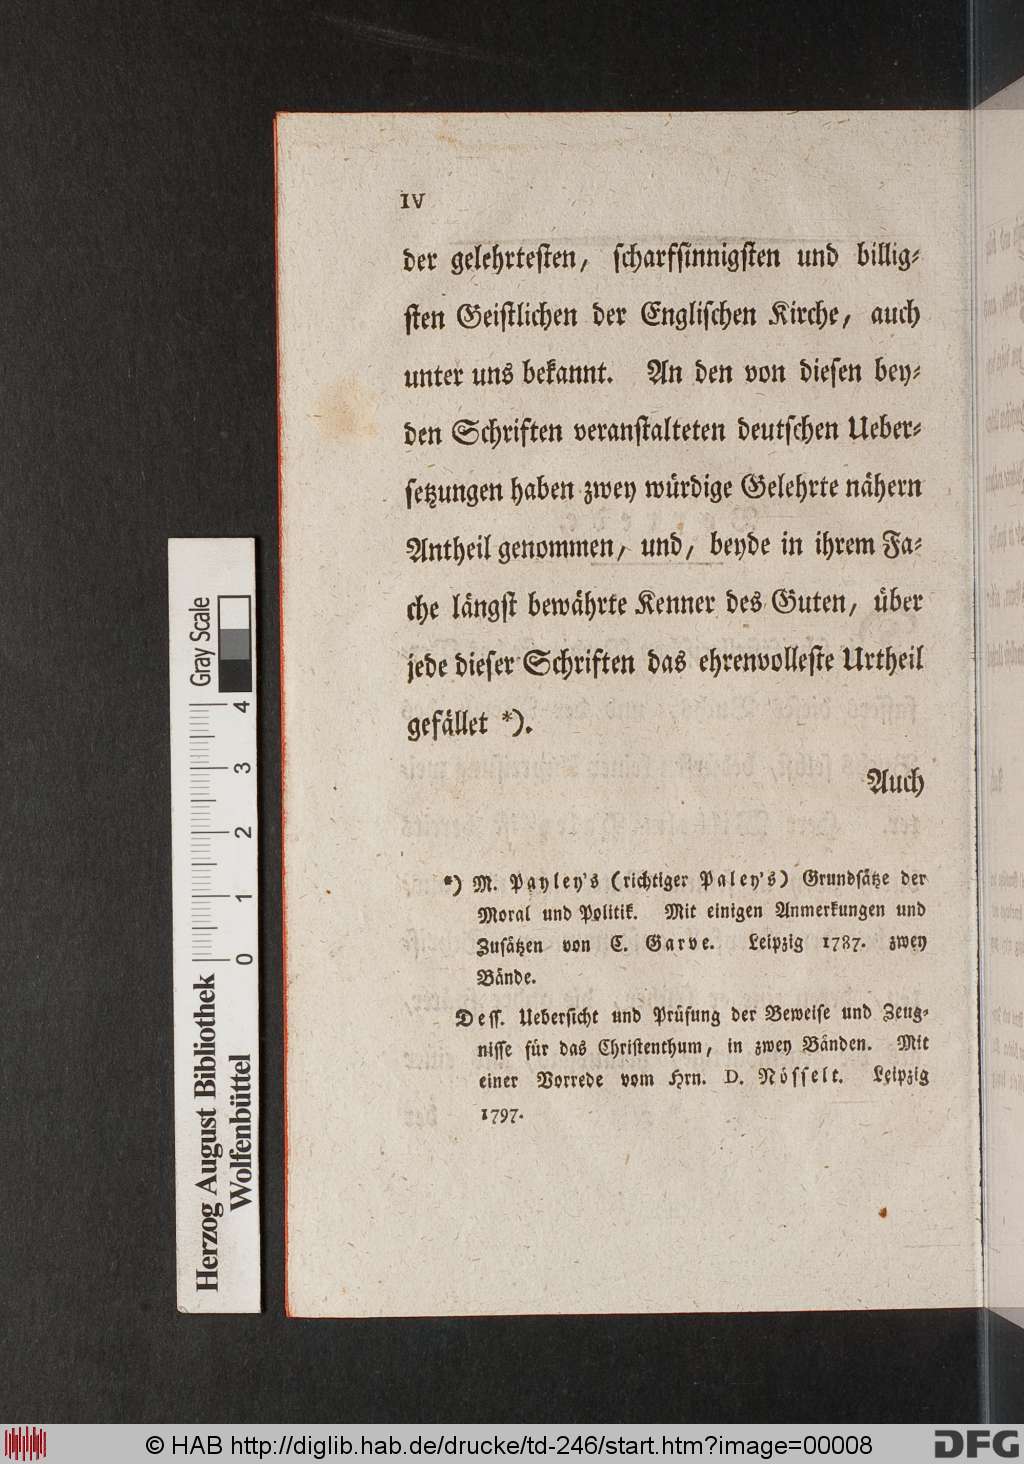 IV
der gelehrtesten, scharfsinnigsten und billig⸗
sten Geistlichen der Englischen Kirche, auch
unter uns bekannt. An den von diesen bey⸗
den Schriften veranstalteten deutschen Ueber⸗
setzungen haben zwey würdige Gelehrte nähern
Antheil genommen, und, beyde in ihrem Fa⸗
che längst bewährte Kenner des Guten, über
jede dieser Schriften das ehrenvolleste Urtheil
gefället *).
Auch
*) M. Payley's (richtiger Paley's) Grundsätze der
Moral und Politik. Mit einigen Anmerkungen und
Zusätzen von C. Garve. Leipzig 1787. zwey
Bände.
Dess. Uebersicht und Prüfung der Beweise und Zeug⸗
nisse für das Christenthum, in zwey Bänden. Mit
einer Vorrede vom Hrn. D. Nösselt. Leipzig
1797.
Herzog August Bibliothek
Wolfenbüttel
0 1 2 3 4
Gray Scale
© HAB http://diglib.hab.de/drucke/td-246/start.htm?image=00008
DFG